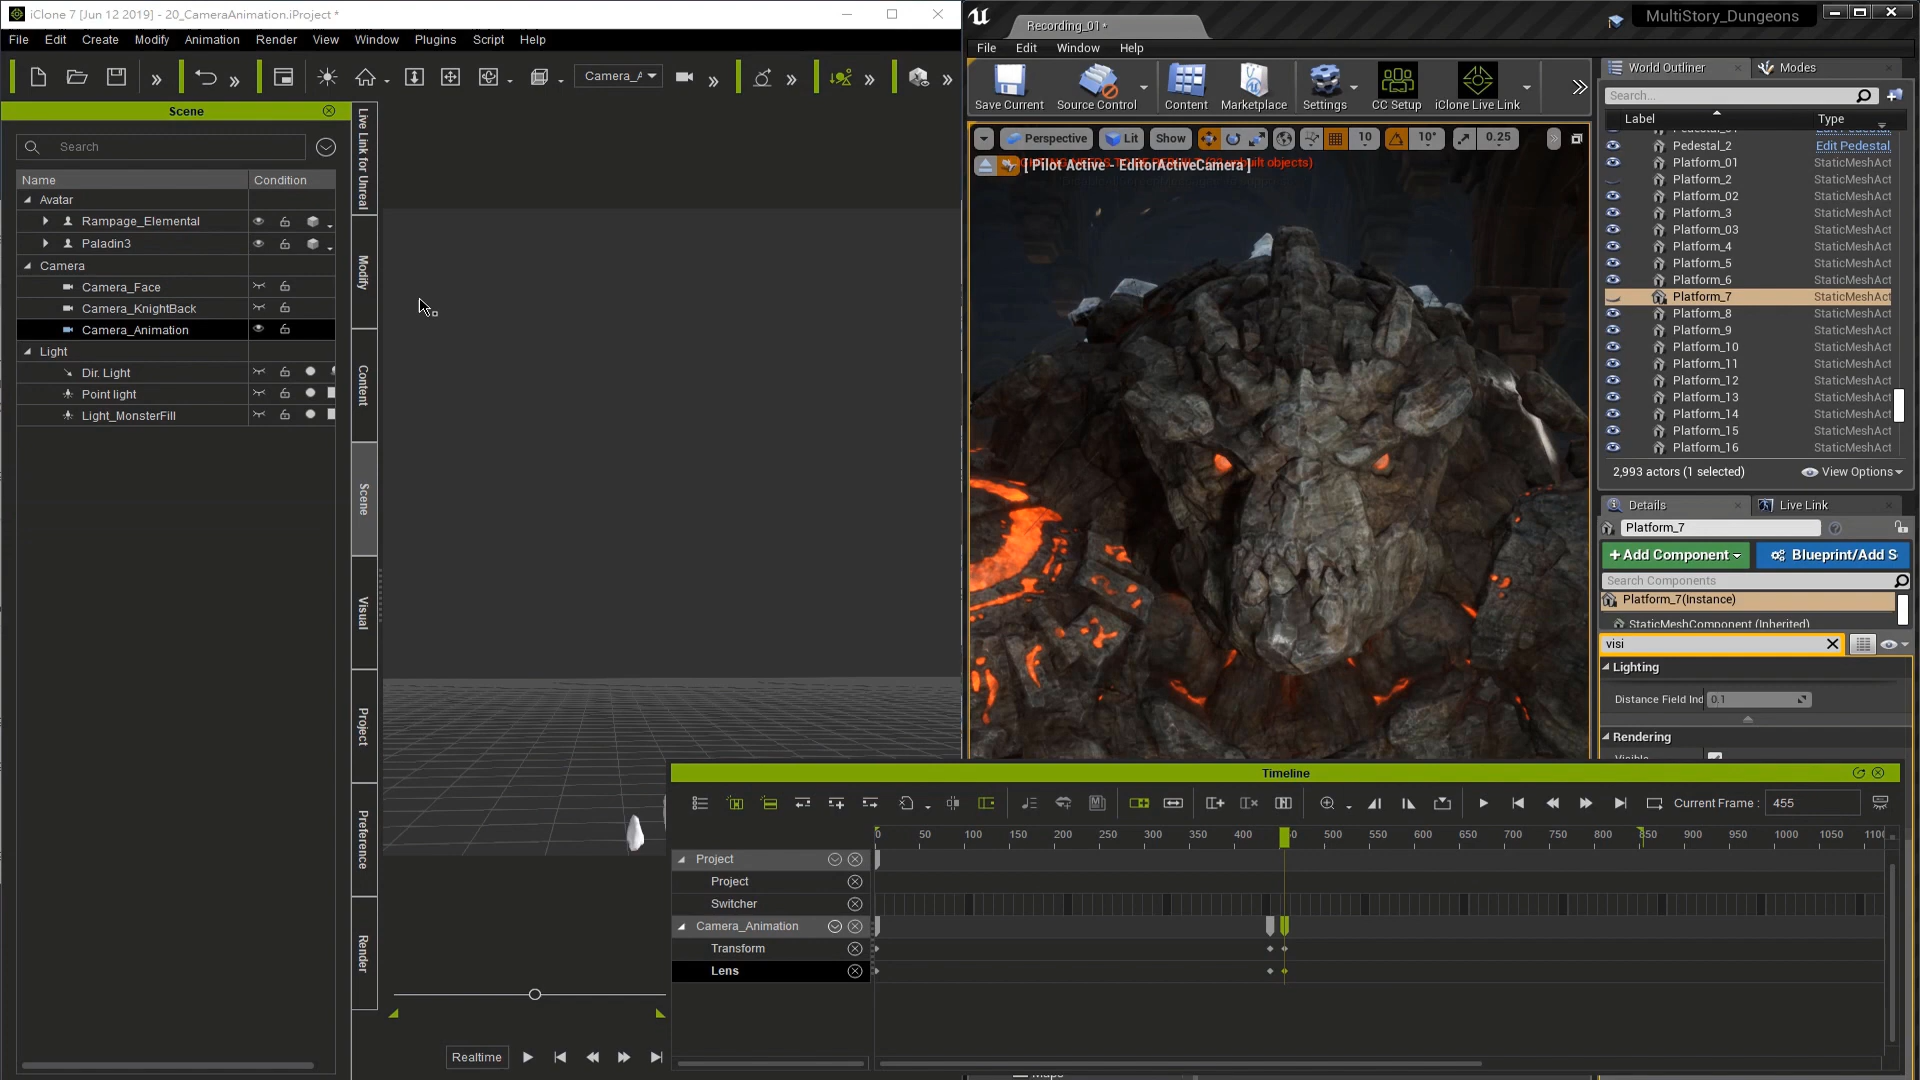 iClone 7 [Jun 12 2019] - 20_CameraAnimation.iProject *
File Edit Create Modify Animation Render View Window Plugins Script Help
Camera_A
Scene
Search
Name Condition
Avatar
Rampage_Elemental
Paladin3
Camera
Camera_Face
Camera_KnightBack
Camera_Animation
Light
Dir. Light
Point light
Light_MonsterFill
Live Link for Unreal
Modify
Content
Scene
Visual
Project
Preference
Render
Realtime
Recording_01*
MultiStory_Dungeons
File Edit Window Help
Save Current Source Control Content Marketplace Settings CC Setup iClone Live Link
Perspective Lit Show 10 10° 0.25
[ Pilot Active - EditorActiveCamera ]
World Outliner Modes
Search...
Label Type
Pedestal_2 Edit Pedestal
Platform_01 StaticMeshAct
Platform_2 StaticMeshAct
Platform_02 StaticMeshAct
Platform_3 StaticMeshAct
Platform_03 StaticMeshAct
Platform_4 StaticMeshAct
Platform_5 StaticMeshAct
Platform_6 StaticMeshAct
Platform_7 StaticMeshAct
Platform_8 StaticMeshAct
Platform_9 StaticMeshAct
Platform_10 StaticMeshAct
Platform_11 StaticMeshAct
Platform_12 StaticMeshAct
Platform_13 StaticMeshAct
Platform_14 StaticMeshAct
Platform_15 StaticMeshAct
Platform_16 StaticMeshAct
2,993 actors (1 selected) View Options
Details Live Link
Platform_7
+Add Component Blueprint/Add S
Search Components
Platform_7(Instance)
StaticMeshComponent (Inherited)
visi
Lighting
Distance Field Ind 0.1
Rendering
Timeline
Current Frame : 455
0 50 100 150 200 250 300 350 400 50 500 550 600 650 700 750 800 850 900 950 1000 1050 1100
Project
Project
Switcher
Camera_Animation
Transform
Lens